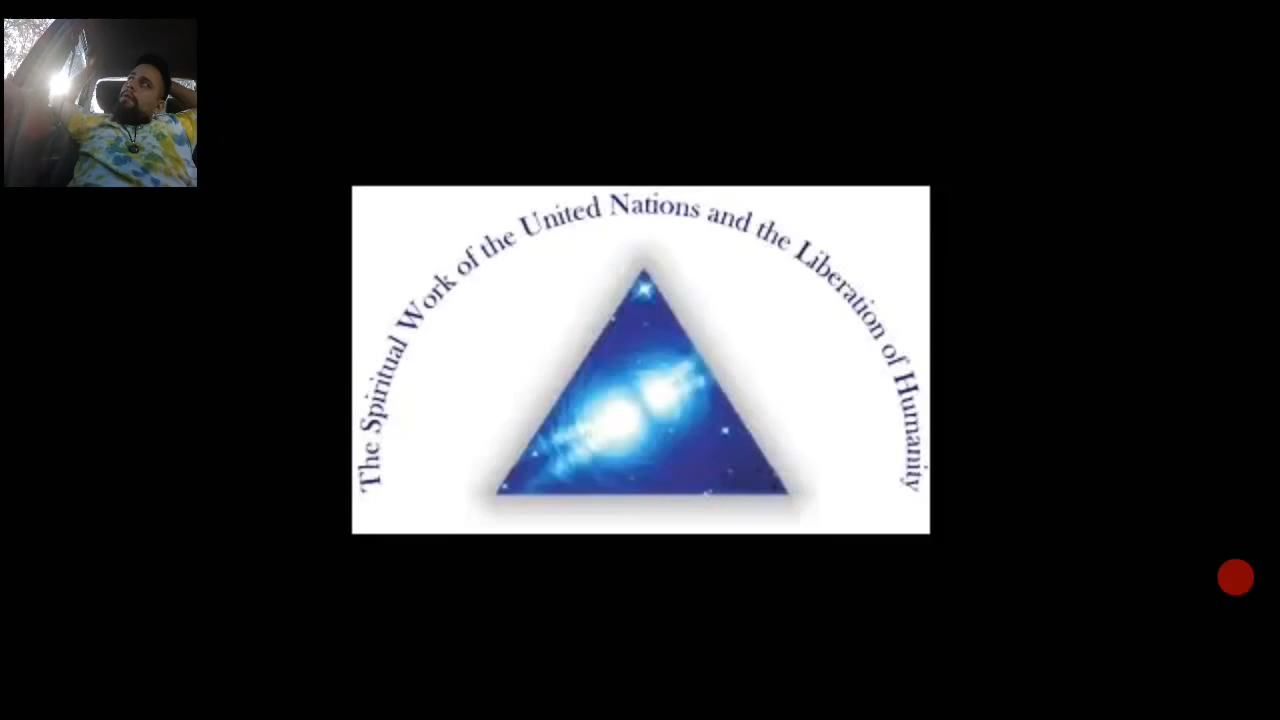 The Spiritual Work of the United Nations and the Liberation of Humanity